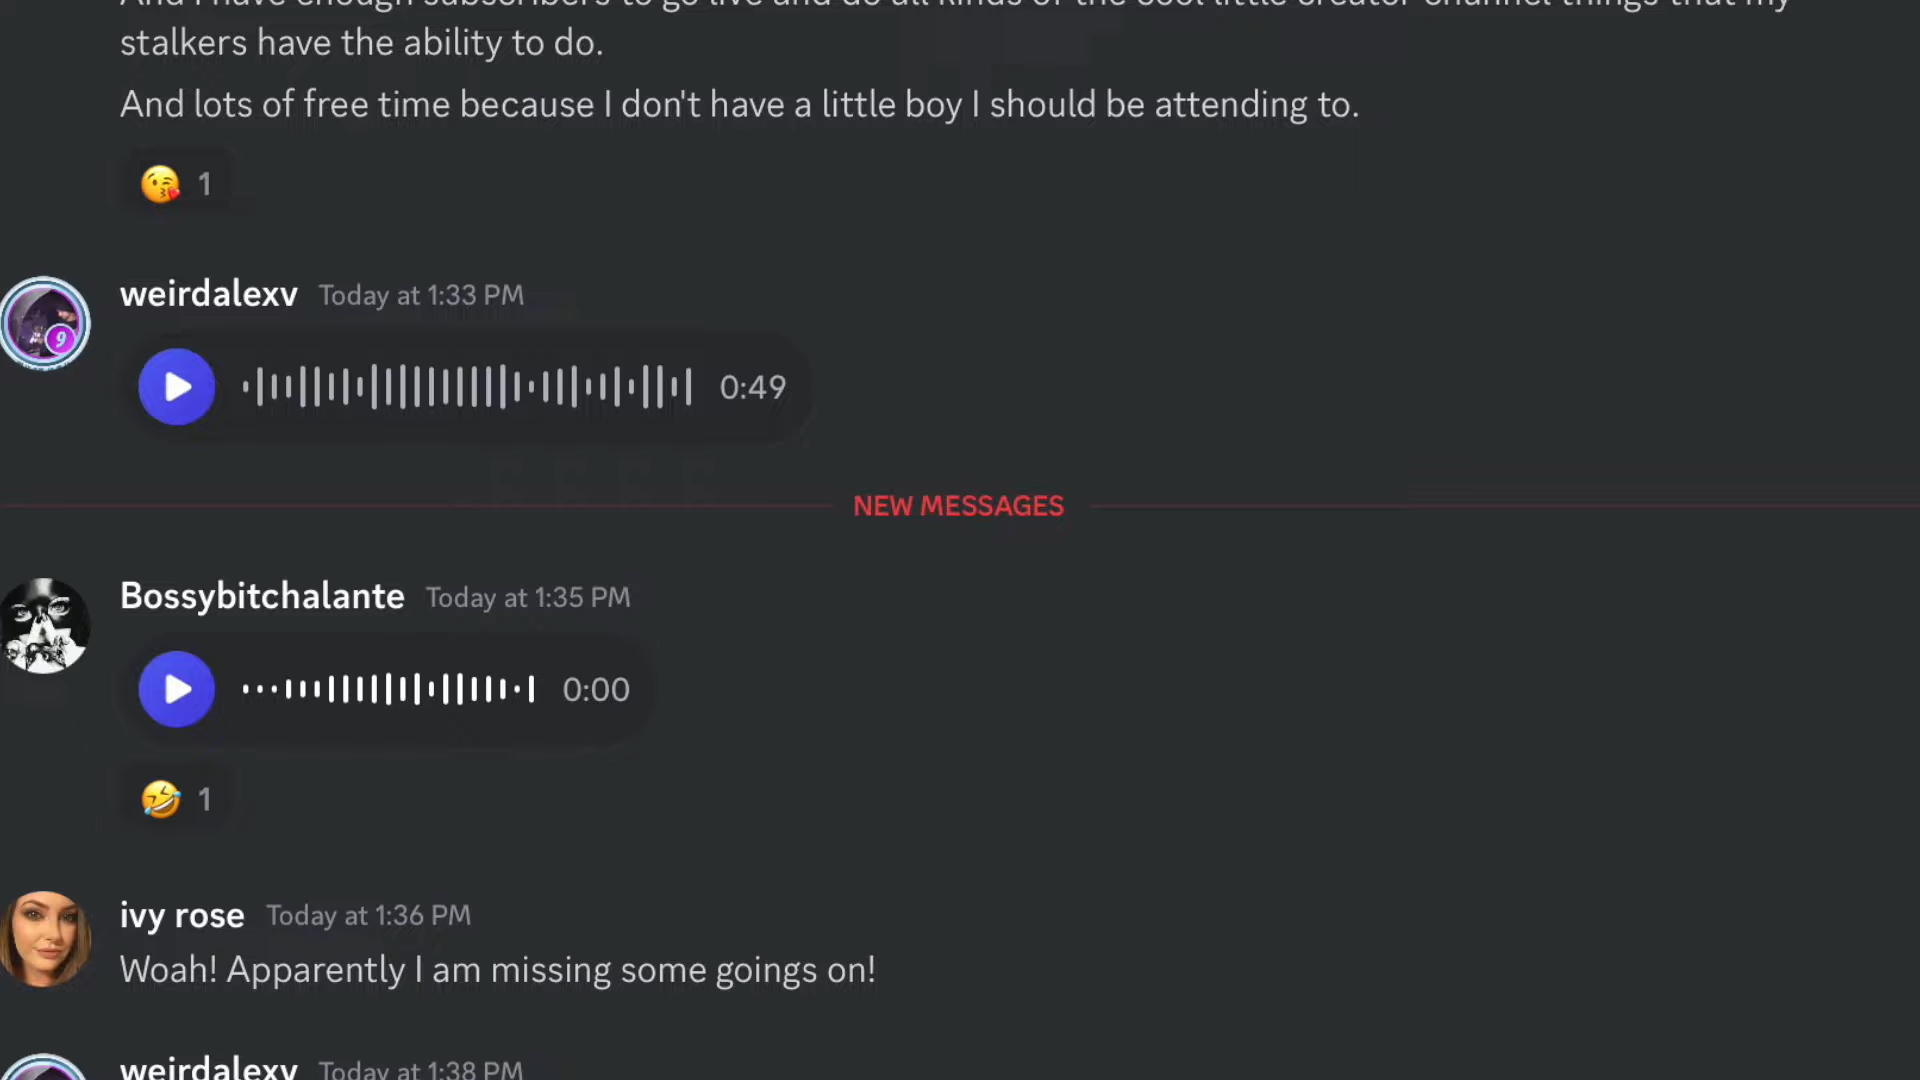 And I have enough subscribers to go live and do all kinds of the cool little creator channel things that my
stalkers have the ability to do.
And lots of free time because I don't have a little boy I should be attending to.
😘 1
weirdalexv Today at 1:33 PM
9
0:49
NEW MESSAGES
Bossybitchalante Today at 1:35 PM
0:00
🤣 1
ivy rose Today at 1:36 PM
Woah! Apparently I am missing some goings on!
weirdalexv Today at 1:38 PM